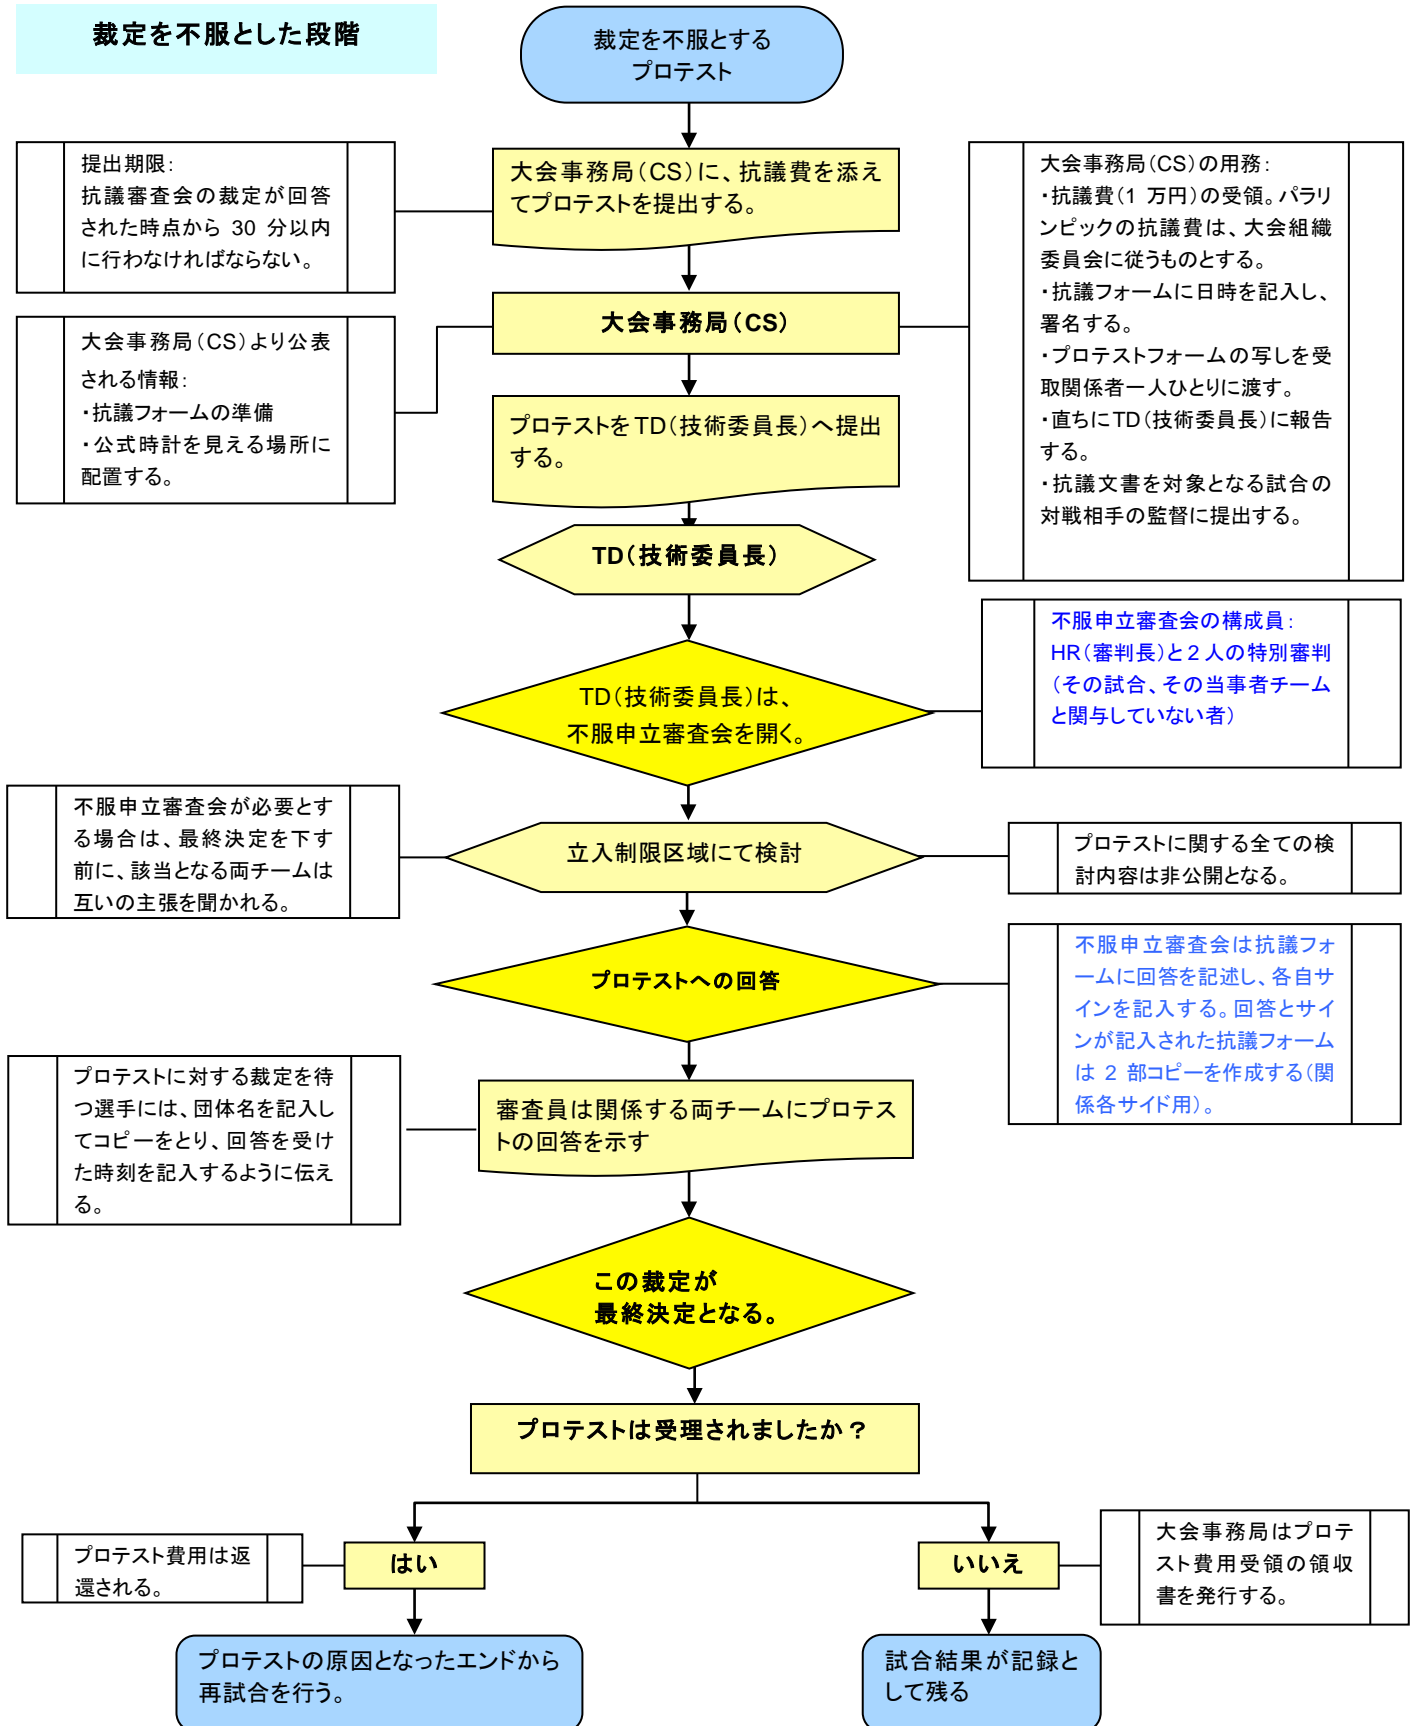 裁定を不服とした段階
裁定を不服とする
プロテスト
提出期限：
抗議審査会の裁定が回答
された時点から 30 分以内
に行わなければならない。
大会事務局（CS）に、抗議費を添え
てプロテストを提出する。
大会事務局（CS）の用務：
・抗議費（1 万円）の受領。パラリ
ンピックの抗議費は、大会組織
委員会に従うものとする。
・抗議フォームに日時を記入し、
署名する。
・プロテストフォームの写しを受
取関係者一人ひとりに渡す。
・直ちにTD（技術委員長）に報告
する。
・抗議文書を対象となる試合の
対戦相手の監督に提出する。
大会事務局（CS）
大会事務局（CS）より公表
される情報：
・抗議フォームの準備
・公式時計を見える場所に
配置する。
プロテストをTD（技術委員長）へ提出
する。
TD（技術委員長）
不服申立審査会の構成員：
HR（審判長）と２人の特別審判
（その試合、その当事者チーム
と関与していない者）
TD（技術委員長）は、
不服申立審査会を開く。
不服申立審査会が必要とす
る場合は、最終決定を下す
前に、該当となる両チームは
互いの主張を聞かれる。
立入制限区域にて検討
プロテストに関する全ての検
討内容は非公開となる。
プロテストへの回答
不服申立審査会は抗議フォ
ームに回答を記述し、各自サ
インを記入する。回答とサイ
ンが記入された抗議フォーム
は 2 部コピーを作成する（関
係各サイド用）。
プロテストに対する裁定を待
つ選手には、団体名を記入し
てコピーをとり、回答を受け
た時刻を記入するように伝え
る。
審査員は関係する両チームにプロテス
トの回答を示す
この裁定が
最終決定となる。
プロテストは受理されましたか？
プロテスト費用は返
還される。
はい
いいえ
大会事務局はプロテ
スト費用受領の領収
書を発行する。
プロテストの原因となったエンドから
再試合を行う。
試合結果が記録と
して残る